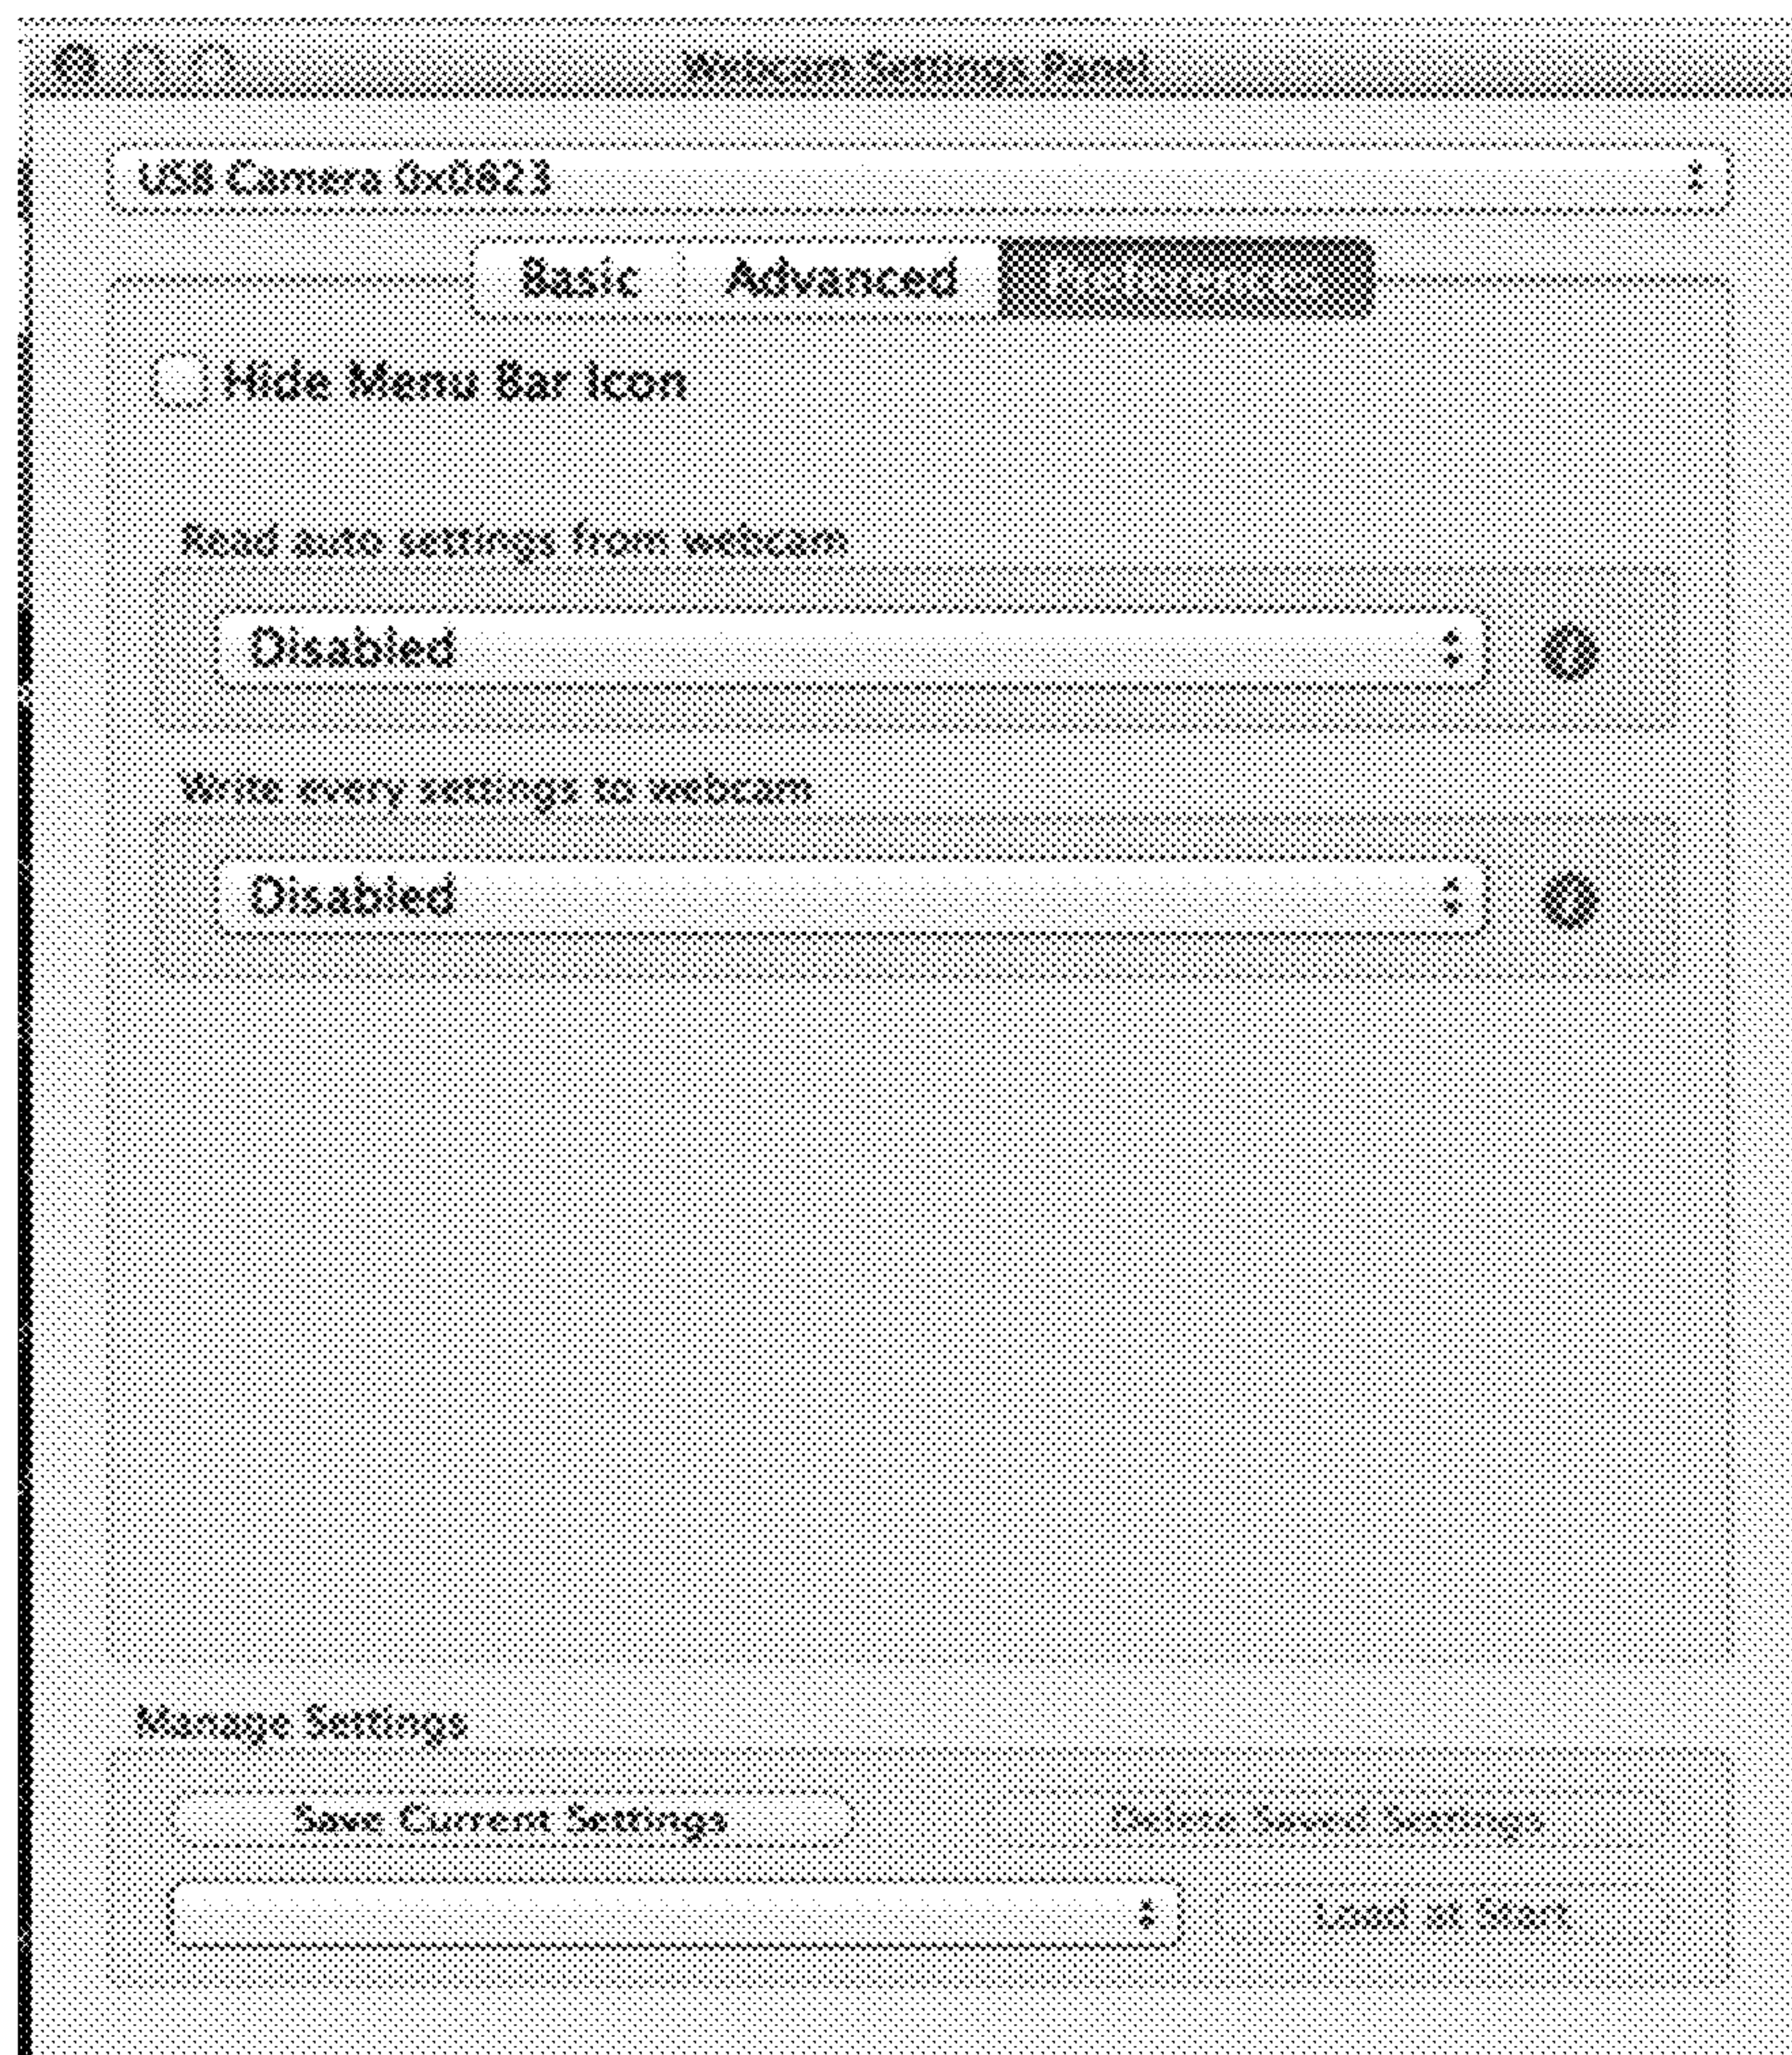 Webcam Settings Panel
USB Camera 0x0823
Basic Advanced Preferences
Hide Menu Bar Icon
Read auto settings from webcam
Disabled
Write every settings to webcam
Disabled
Manage Settings
Save Current Settings Delete Saved Settings
Load at Start